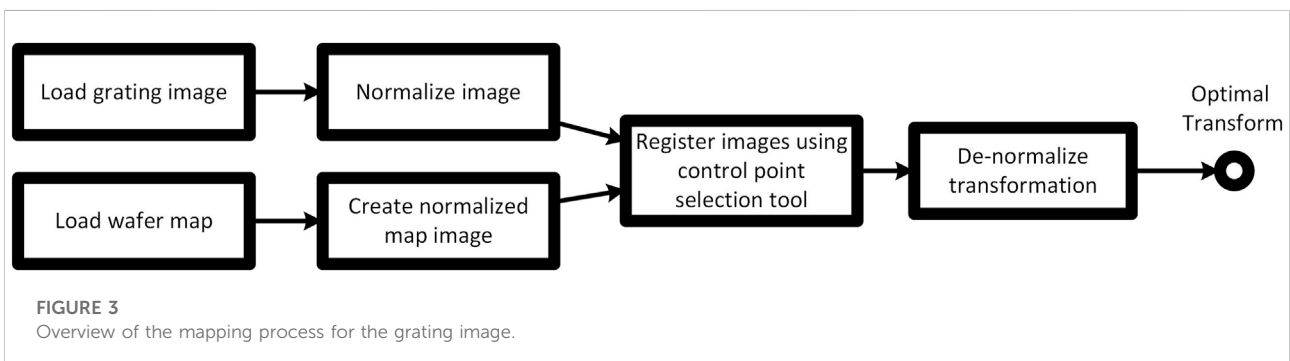 Load grating image
Normalize image
Load wafer map
Create normalized
map image
Register images using
control point
selection tool
De-normalize
transformation
Optimal
Transform
FIGURE 3
Overview of the mapping process for the grating image.